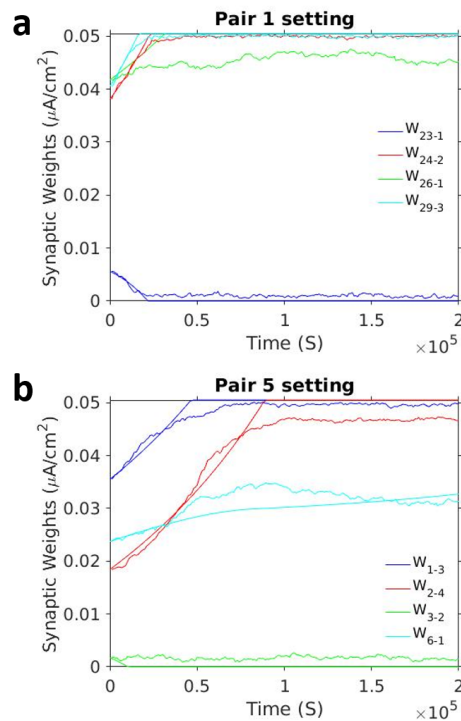 a
Pair 1 setting
Synaptic Weights (μA/cm²)
0.05
0.04
0.03
0.02
0.01
0
W₂₃₋₁
W₂₄₋₂
W₂₆₋₁
W₂₉₋₃
0 0.5 1 1.5 2
Time (S) ×10⁵
b
Pair 5 setting
Synaptic Weights (μA/cm²)
0.05
0.04
0.03
0.02
0.01
0
W₁₋₃
W₂₋₄
W₃₋₂
W₆₋₁
0 0.5 1 1.5 2
Time (S) ×10⁵